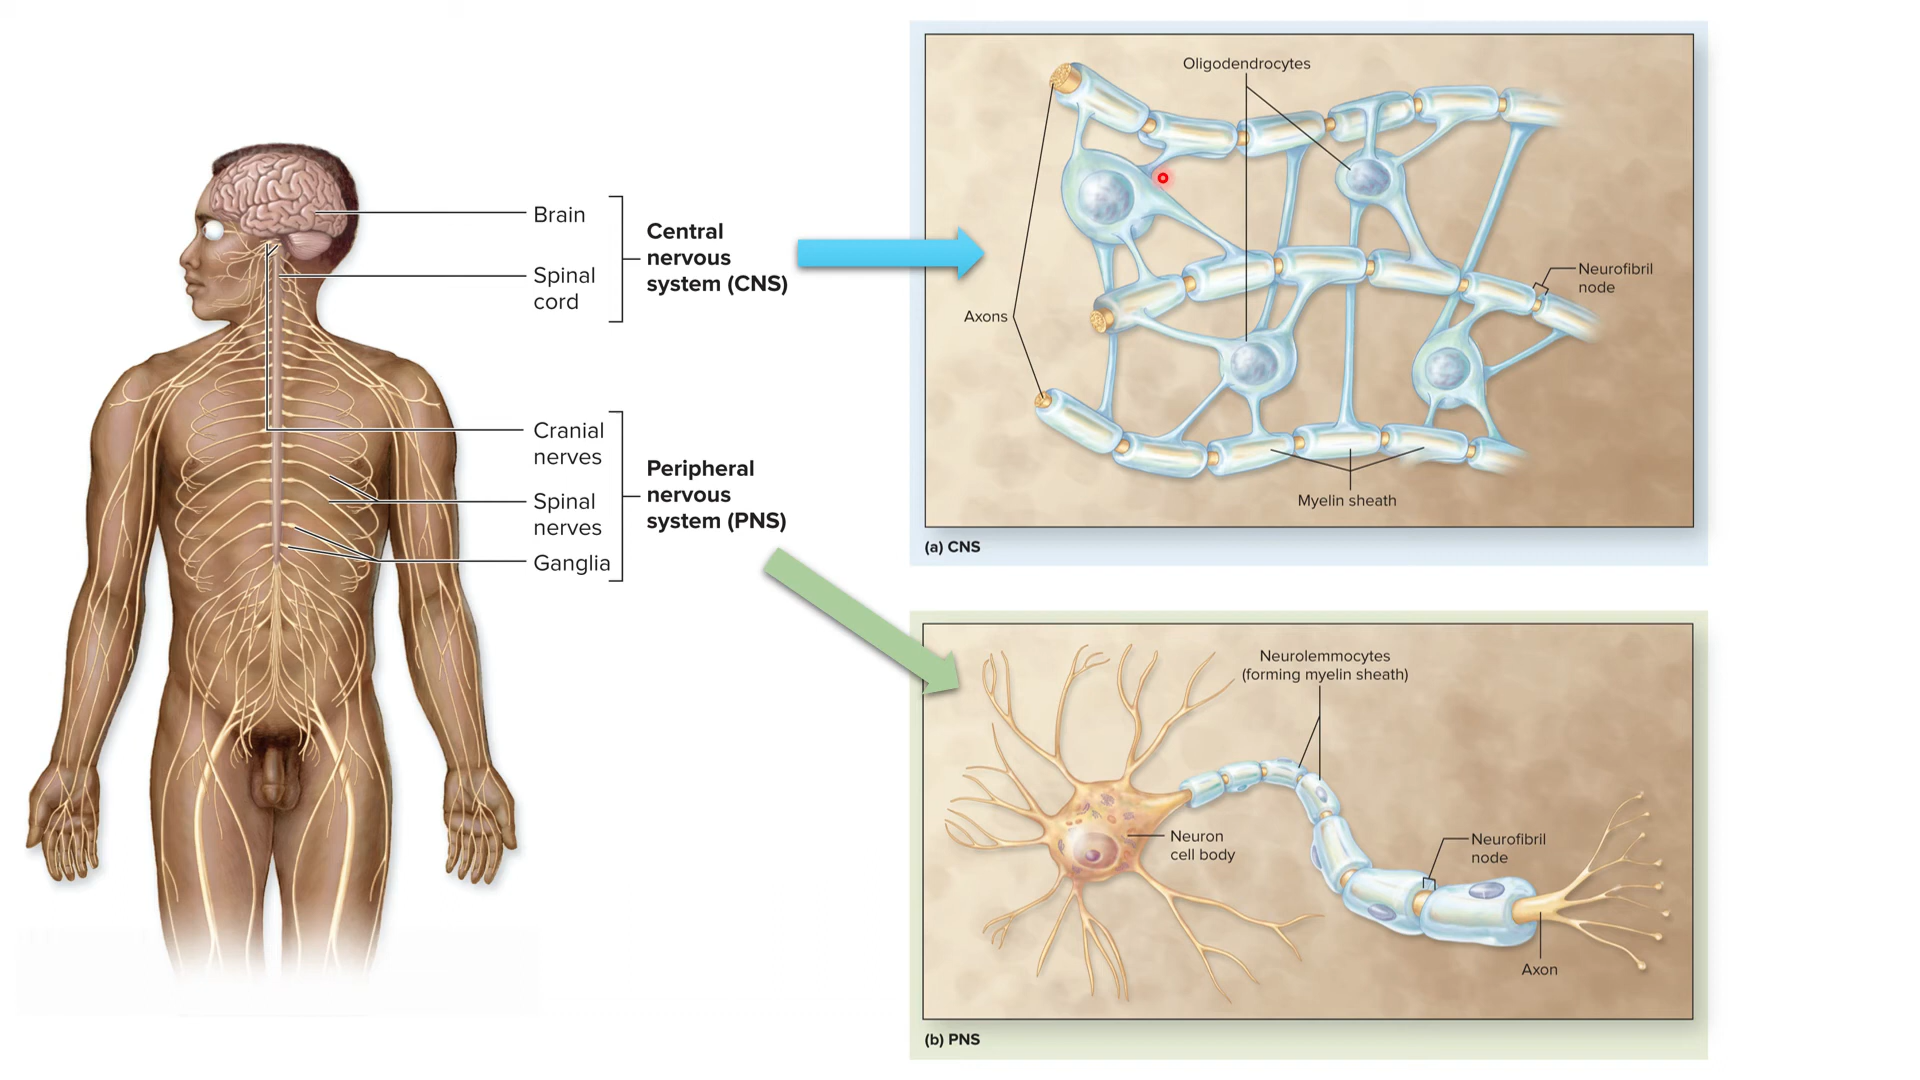 Brain
Spinal
cord
Central
nervous
system (CNS)
Cranial
nerves
Spinal
nerves
Ganglia
Peripheral
nervous
system (PNS)
Oligodendrocytes
Axons
Neurofibril
node
Myelin sheath
(a) CNS
Neurolemmocytes
(forming myelin sheath)
Neuron
cell body
Neurofibril
node
Axon
(b) PNS